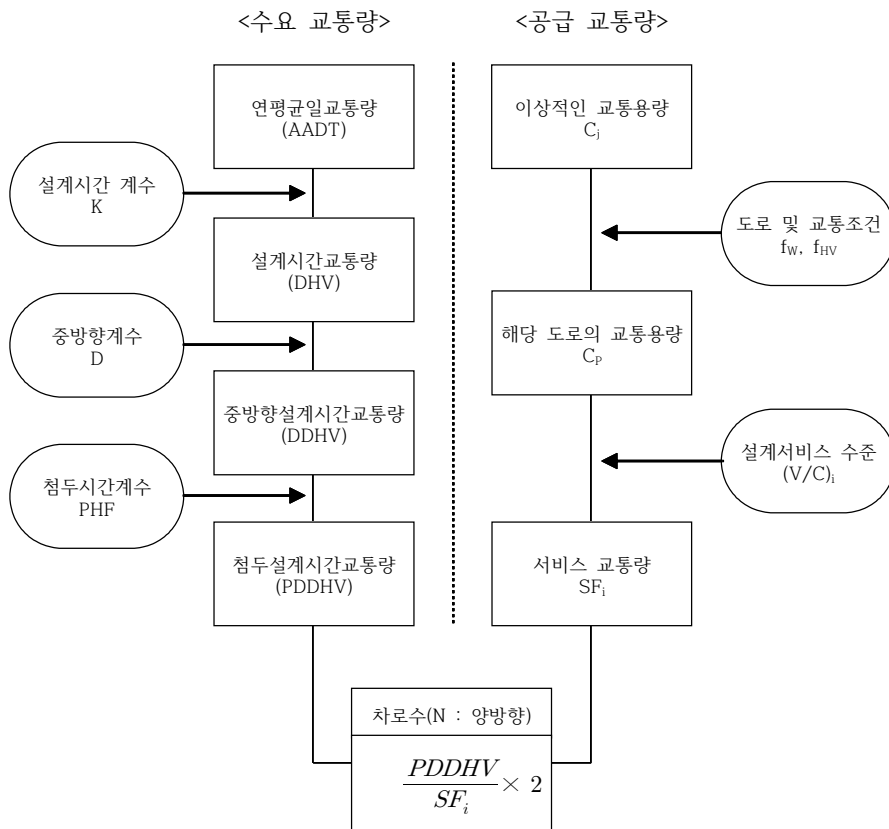 <수요 교통량>
<공급 교통량>
연평균일교통량
(AADT)
이상적인 교통용량
Cⱼ
설계시간 계수
K
도로 및 교통조건
f_W, f_HV
설계시간교통량
(DHV)
해당 도로의 교통용량
C_P
중방향계수
D
중방향설계시간교통량
(DDHV)
설계서비스 수준
(V/C)ᵢ
첨두시간계수
PHF
첨두설계시간교통량
(PDDHV)
서비스 교통량
SFᵢ
차로수(N : 양방향)
PDDHV
SFᵢ
× 2